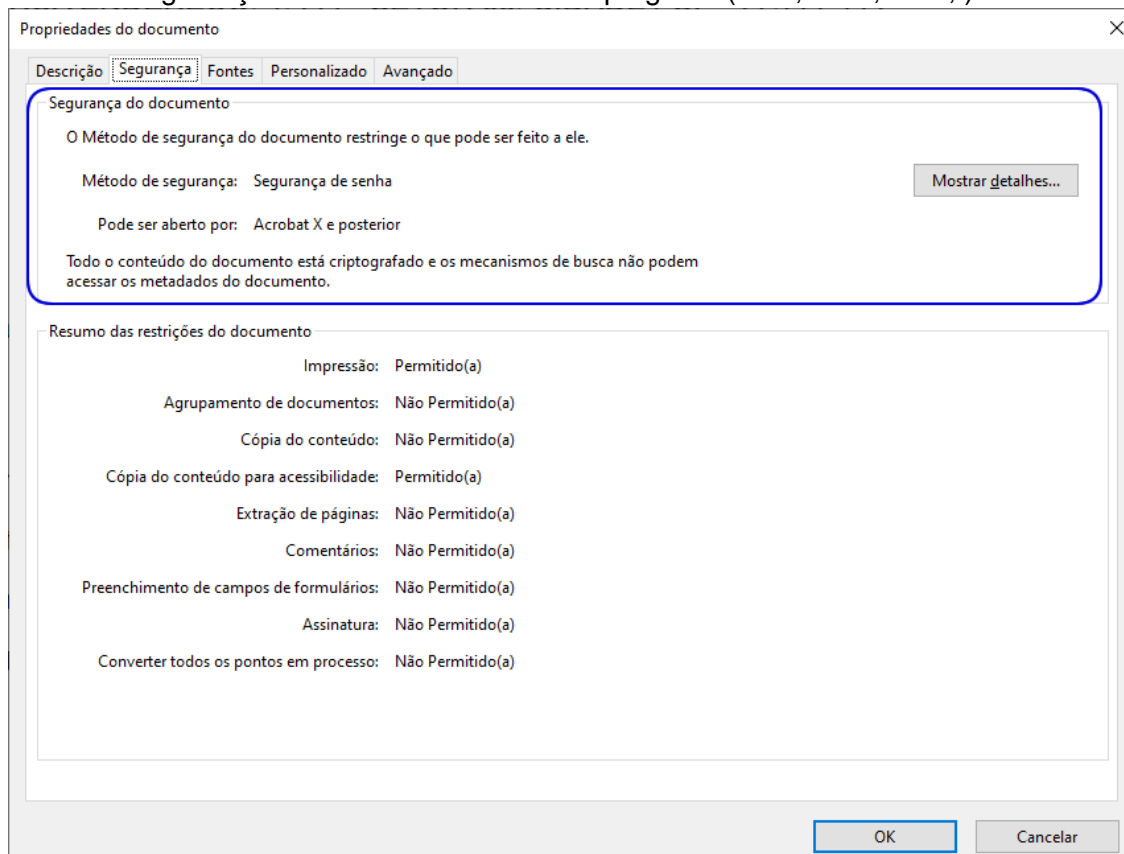 Propriedades do documento
Descrição Segurança Fontes Personalizado Avançado
Segurança do documento
O Método de segurança do documento restringe o que pode ser feito a ele.
Método de segurança: Segurança de senha
Mostrar detalhes...
Pode ser aberto por: Acrobat X e posterior
Todo o conteúdo do documento está criptografado e os mecanismos de busca não podem
acessar os metadados do documento.
Resumo das restrições do documento
Impressão: Permitido(a)
Agrupamento de documentos: Não Permitido(a)
Cópia do conteúdo: Não Permitido(a)
Cópia do conteúdo para acessibilidade: Permitido(a)
Extração de páginas: Não Permitido(a)
Comentários: Não Permitido(a)
Preenchimento de campos de formulários: Não Permitido(a)
Assinatura: Não Permitido(a)
Converter todos os pontos em processo: Não Permitido(a)
OK Cancelar